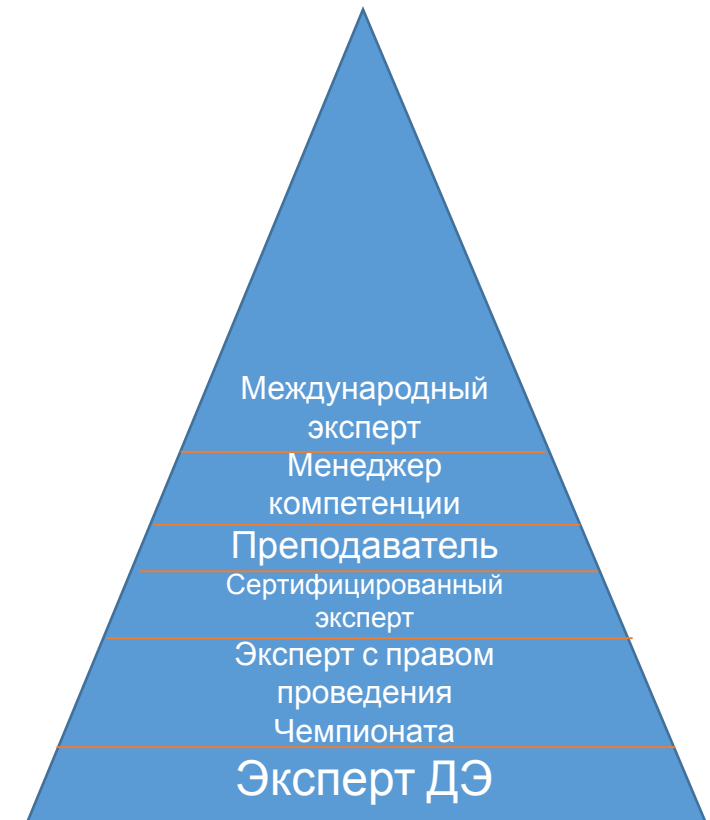 Международный
эксперт
Менеджер
компетенции
Преподаватель
Сертифицированный
эксперт
Эксперт с правом
проведения
Чемпионата
Эксперт ДЭ